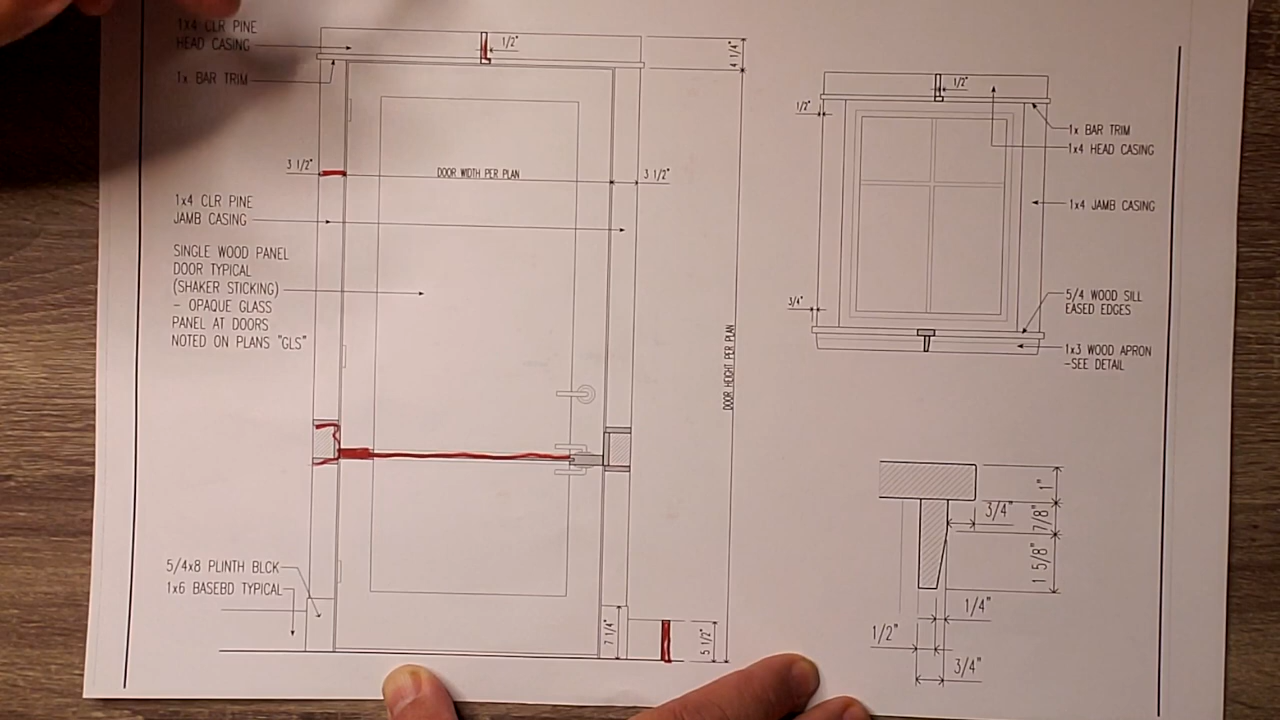 1x4 CLR PINE
HEAD CASING
1x BAR TRIM
1/2"
4 1/4"
3 1/2"
DOOR WIDTH PER PLAN
3 1/2"
1x4 CLR PINE
JAMB CASING
SINGLE WOOD PANEL
DOOR TYPICAL
(SHAKER STICKING)
- OPAQUE GLASS
PANEL AT DOORS
NOTED ON PLANS "GLS"
DOOR HEIGHT PER PLAN
5/4x8 PLINTH BLCK
1x6 BASEBD TYPICAL
7 1/4"
5 1/2"
1/2"
1/2"
1x BAR TRIM
1x4 HEAD CASING
1x4 JAMB CASING
3/4"
5/4 WOOD SILL
EASED EDGES
1x3 WOOD APRON
-SEE DETAIL
1"
3/4"
7/8"
1 5/8"
1/4"
1/2"
3/4"